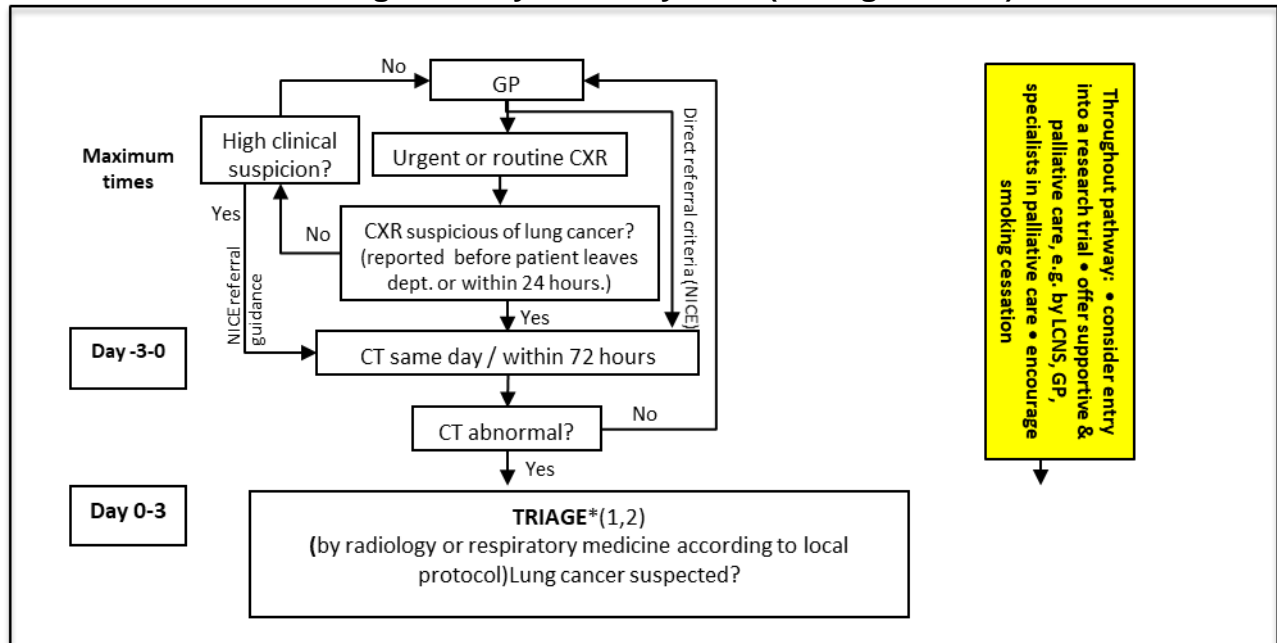 GP
No
High clinical
suspicion?
Maximum
times
Urgent or routine CXR
Yes
NICE referral
guidance
No
CXR suspicious of lung cancer?
(reported before patient leaves
dept. or within 24 hours.)
Direct referral criteria (NICE)
Yes
Day -3-0
CT same day / within 72 hours
CT abnormal?
No
Yes
Day 0-3
TRIAGE*(1,2)
(by radiology or respiratory medicine according to local
protocol)Lung cancer suspected?
Throughout pathway: • consider entry
into a research trial • offer supportive &
palliative care, e.g. by LCNS, GP,
specialists in palliative care • encourage
smoking cessation